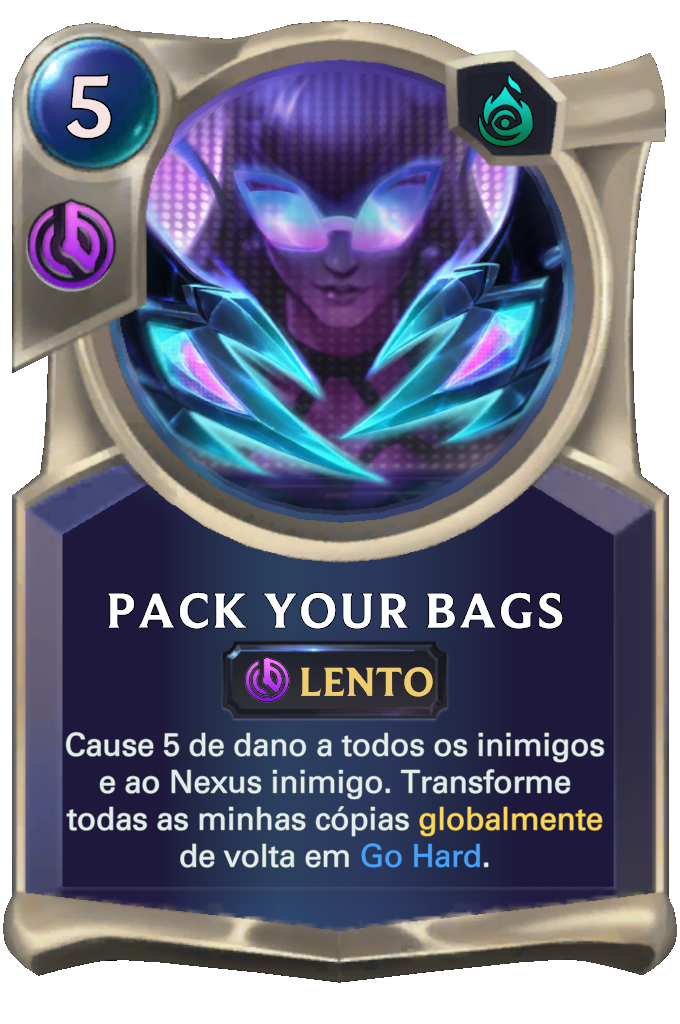 5
PACK YOUR BAGS
LENTO
Cause 5 de dano a todos os inimigos
e ao Nexus inimigo. Transforme
todas as minhas cópias globalmente
de volta em Go Hard.